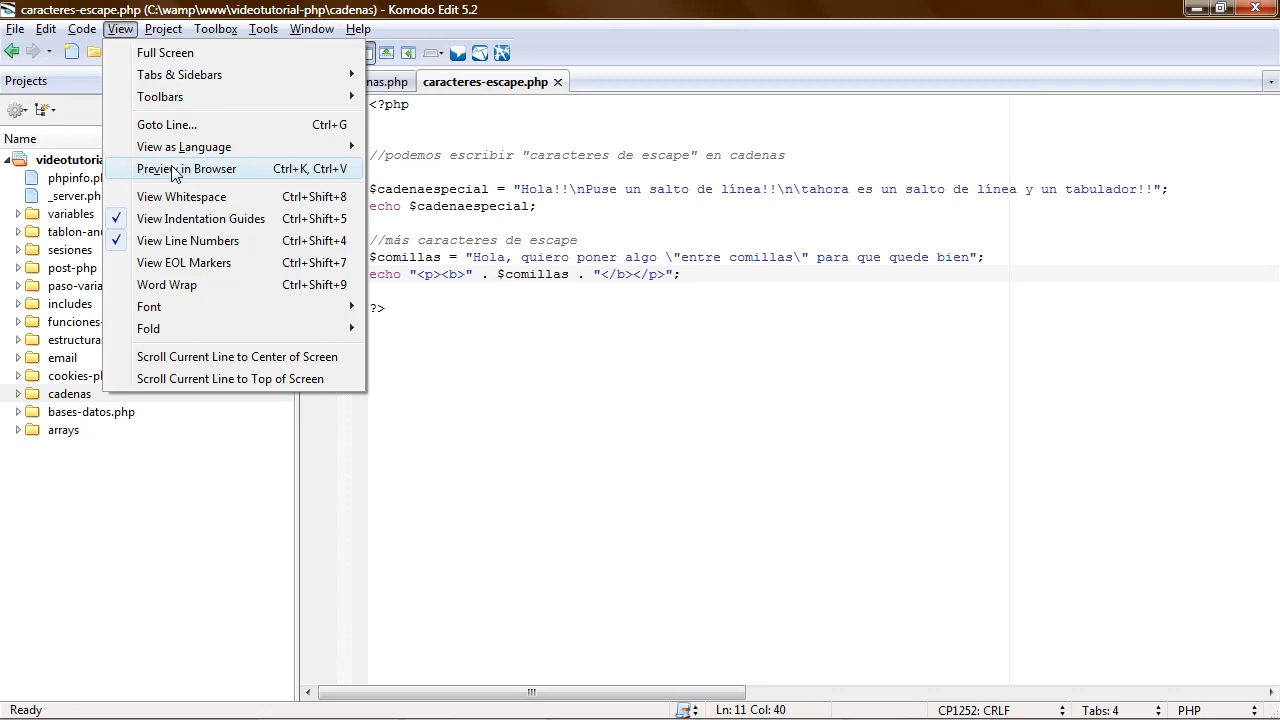 caracteres-escape.php (C:\wamp\www\videotutorial-php\cadenas) - Komodo Edit 5.2
File Edit Code View Project Toolbox Tools Window Help
Full Screen
Tabs & Sidebars
Toolbars
Goto Line... Ctrl+G
View as Language
Preview in Browser Ctrl+K, Ctrl+V
View Whitespace Ctrl+Shift+8
View Indentation Guides Ctrl+Shift+5
View Line Numbers Ctrl+Shift+4
View EOL Markers Ctrl+Shift+7
Word Wrap Ctrl+Shift+9
Font
Fold
Scroll Current Line to Center of Screen
Scroll Current Line to Top of Screen
Projects
Name
videotutoria
phpinfo.ph
_server.php
variables
tablon-anu
sesiones
post-php
paso-varia
includes
funciones-
estructuras
email
cookies-ph
cadenas
bases-datos.php
arrays
nas.php caracteres-escape.php
<?php
//podemos escribir "caracteres de escape" en cadenas
$cadenaespecial = "Hola!!\nPuse un salto de línea!!\n\tahora es un salto de línea y un tabulador!!";
echo $cadenaespecial;
//más caracteres de escape
$comillas = "Hola, quiero poner algo \"entre comillas\" para que quede bien";
echo "<p><b>" . $comillas . "</b></p>";
?>
Ready Ln: 11 Col: 40 CP1252: CRLF Tabs: 4 PHP